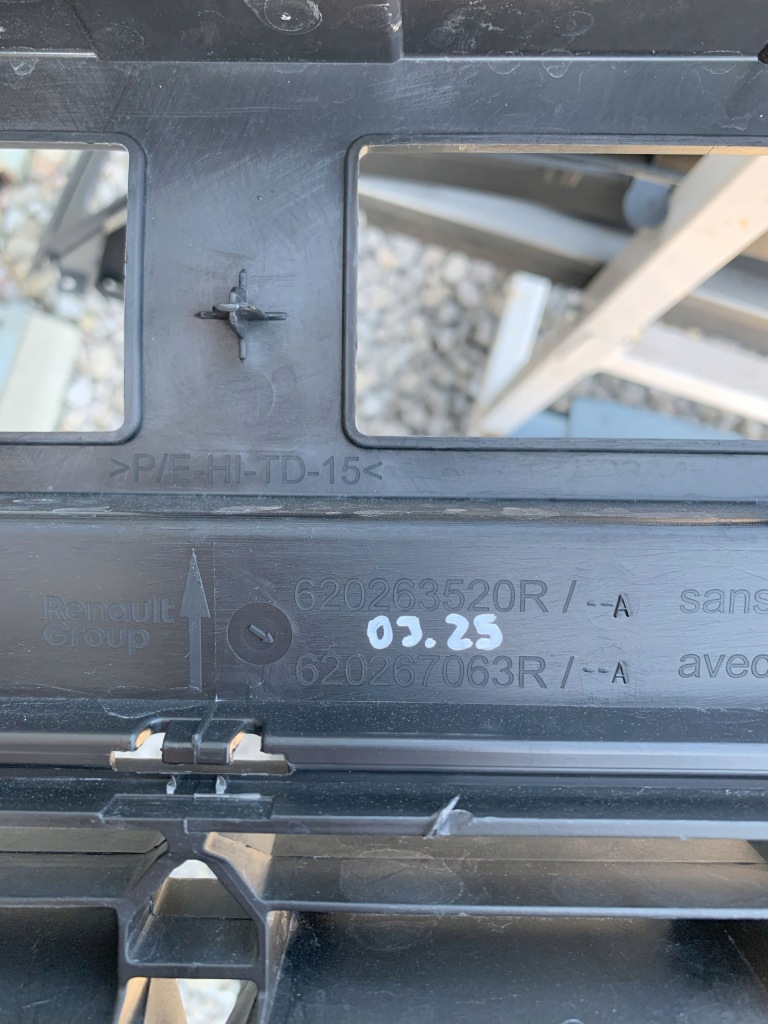 >P/E-HI-TD-15<
Renault
Group
620263520R / --A sans
03.25
620267063R / --A avec